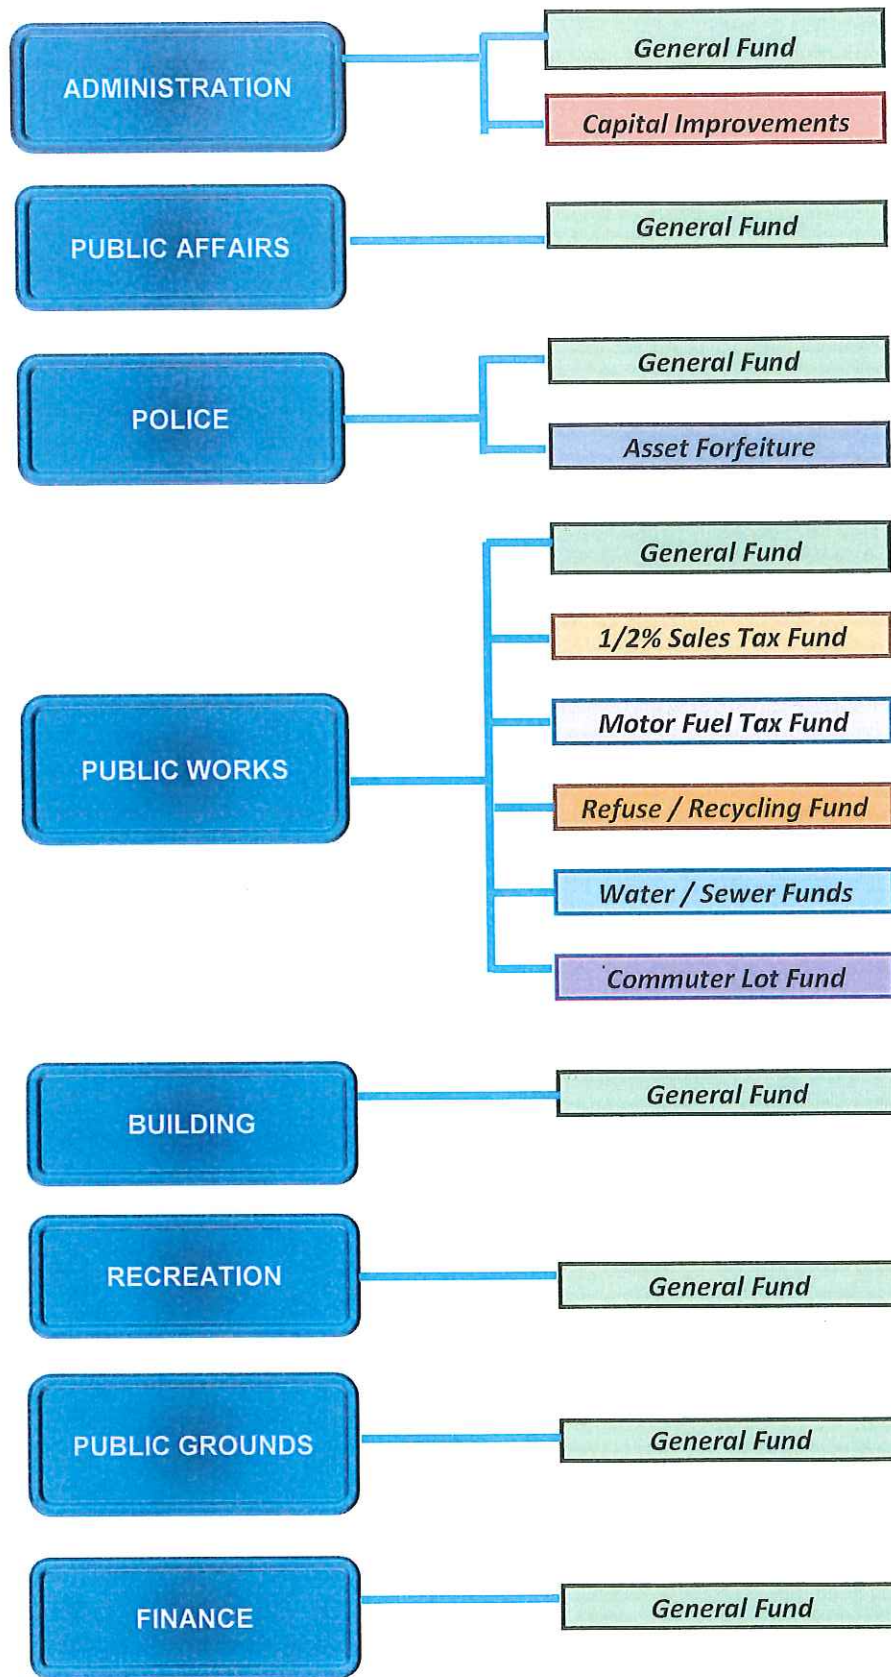 ADMINISTRATION
General Fund
Capital Improvements
PUBLIC AFFAIRS
General Fund
POLICE
General Fund
Asset Forfeiture
PUBLIC WORKS
General Fund
1/2% Sales Tax Fund
Motor Fuel Tax Fund
Refuse / Recycling Fund
Water / Sewer Funds
Commuter Lot Fund
BUILDING
General Fund
RECREATION
General Fund
PUBLIC GROUNDS
General Fund
FINANCE
General Fund